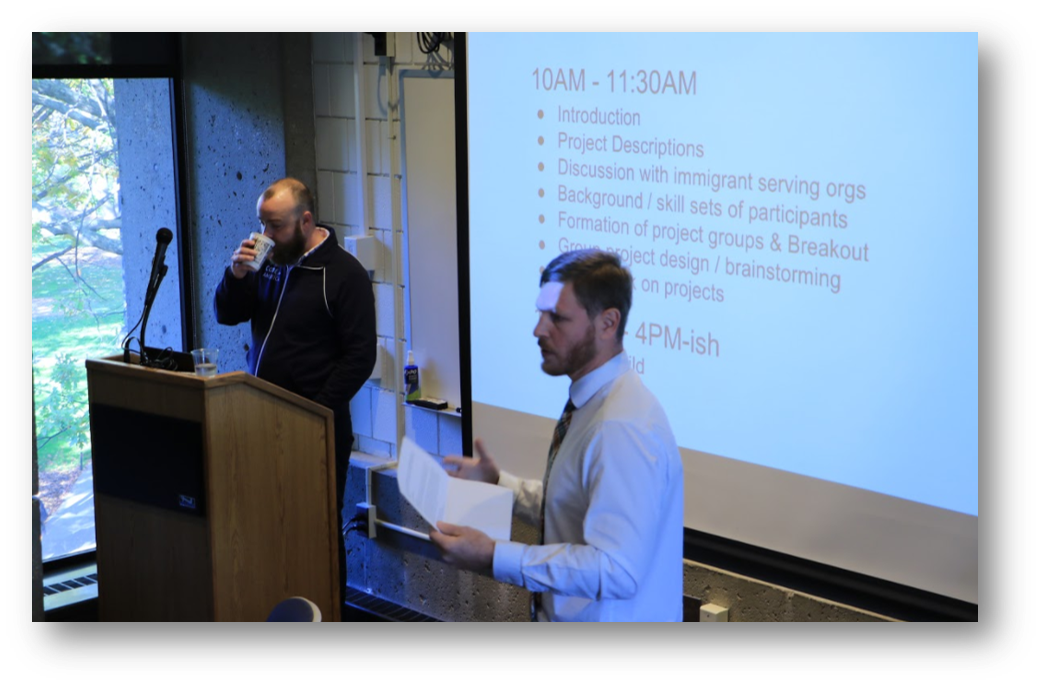 10AM - 11:30AM
• Introduction
• Project Descriptions
• Discussion with immigrant serving orgs
• Background / skill sets of participants
• Formation of project groups & Breakout
• Group project design / brainstorming
on projects
- 4PM-ish